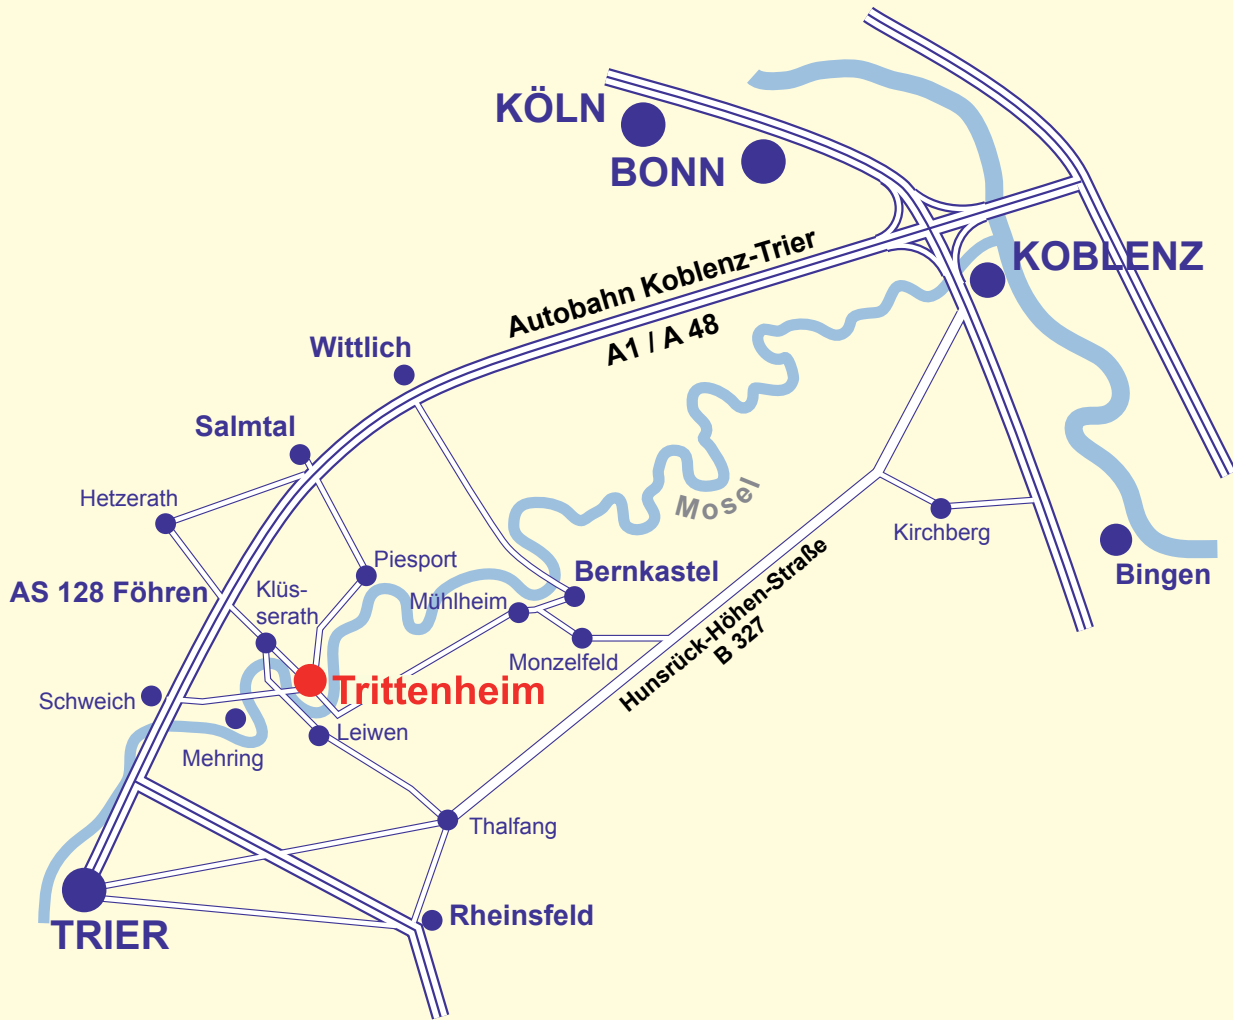 KÖLN
BONN
KOBLENZ
Autobahn Koblenz-Trier
A1 / A 48
Wittlich
Salmtal
Hetzerath
Mosel
Kirchberg
Piesport
Bernkastel
Bingen
AS 128 Föhren
Klüs-
serath
Mühlheim
Hunsrück-Höhen-Straße
B 327
Monzelfeld
Schweich
Trittenheim
Leiwen
Mehring
Thalfang
Rheinsfeld
TRIER